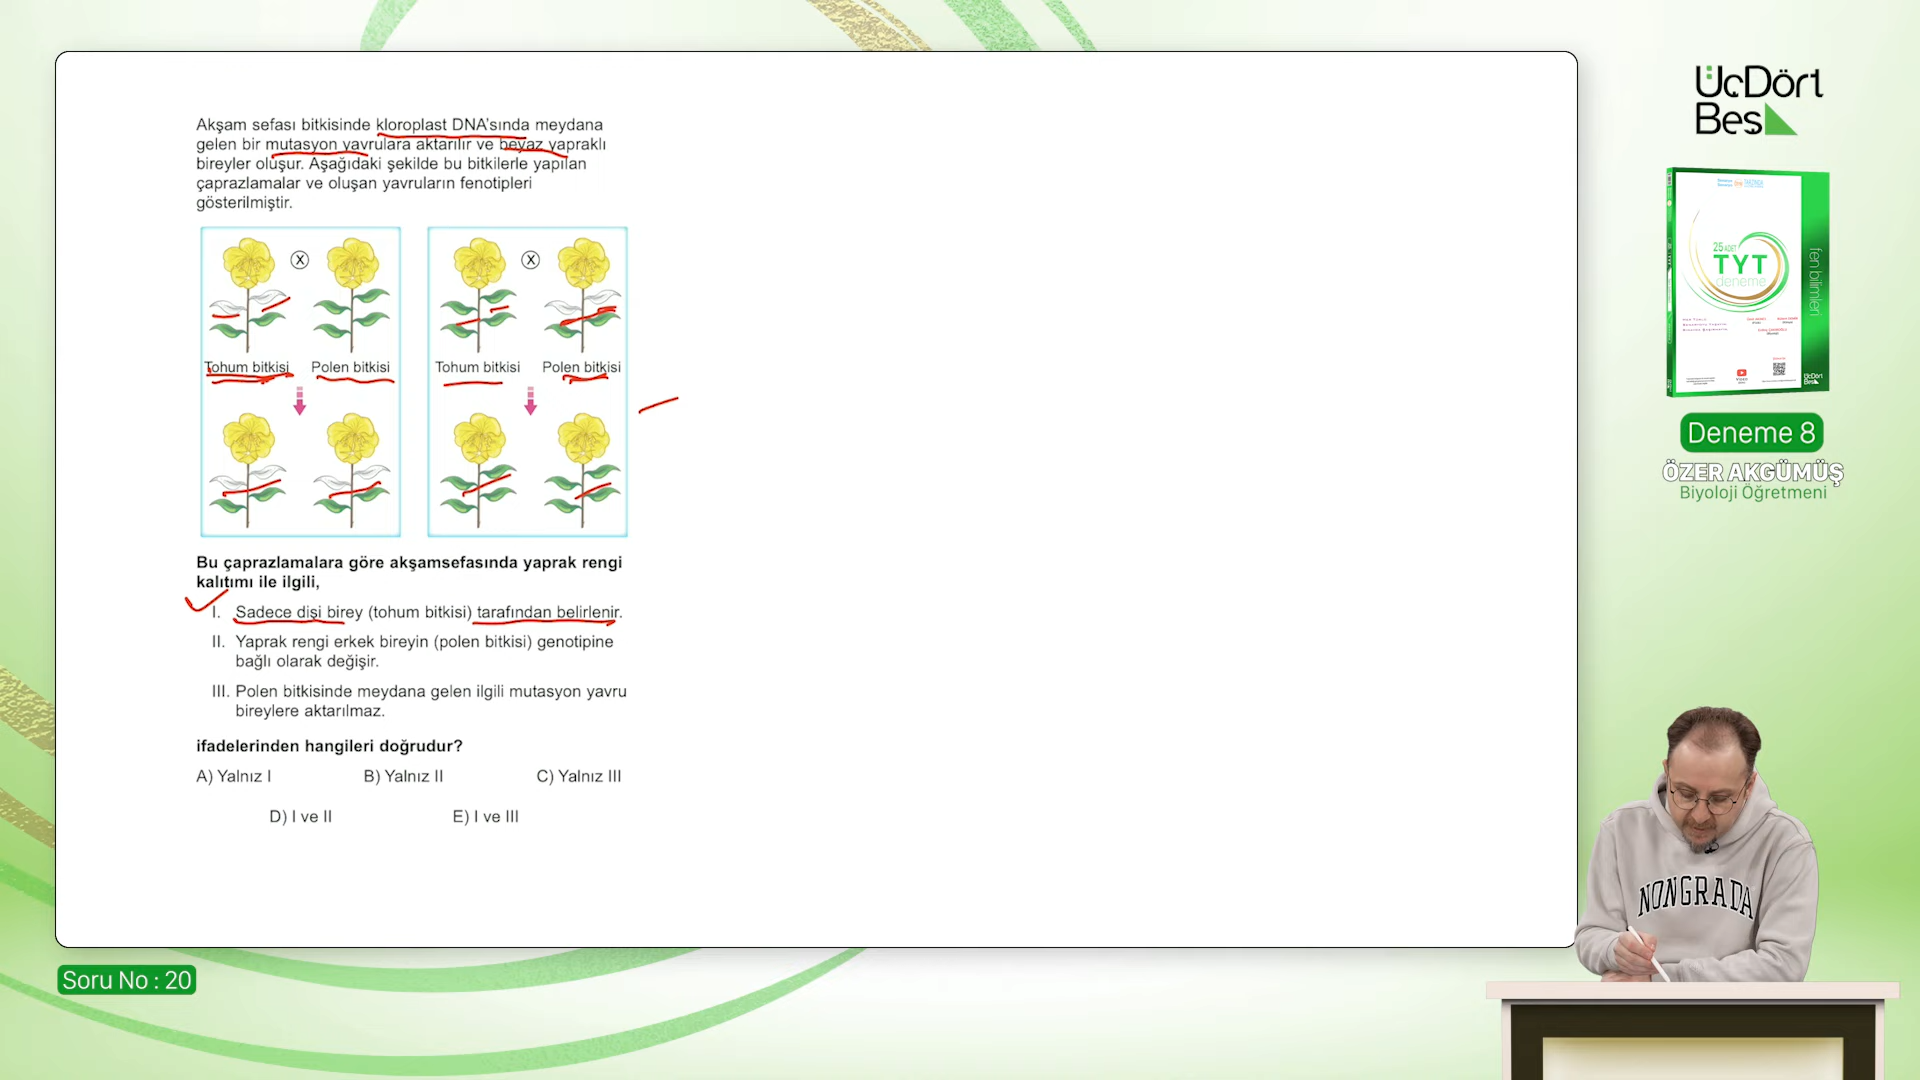 Akşam sefası bitkisinde kloroplast DNA'sında meydana
gelen bir mutasyon yavrulara aktarılır ve beyaz yapraklı
bireyler oluşur. Aşağıdaki şekilde bu bitkilerle yapılan
çaprazlamalar ve oluşan yavruların fenotipleri
gösterilmiştir.
X
X
Tohum bitkisi
Polen bitkisi
Tohum bitkisi
Polen bitkisi
Bu çaprazlamalara göre akşamsefasında yaprak rengi
kalıtımı ile ilgili,
I. Sadece dişi birey (tohum bitkisi) tarafından belirlenir.
II. Yaprak rengi erkek bireyin (polen bitkisi) genotipine
bağlı olarak değişir.
III. Polen bitkisinde meydana gelen ilgili mutasyon yavru
bireylere aktarılmaz.
ifadelerinden hangileri doğrudur?
A) Yalnız I
B) Yalnız II
C) Yalnız III
D) I ve II
E) I ve III
Soru No : 20
ÜçDört
Beş
25 ADET
TYT
deneme
fen bilimleri
ÜçDört
Beş
Deneme 8
ÖZER AKGÜMÜŞ
Biyoloji Öğretmeni
NONGRADA